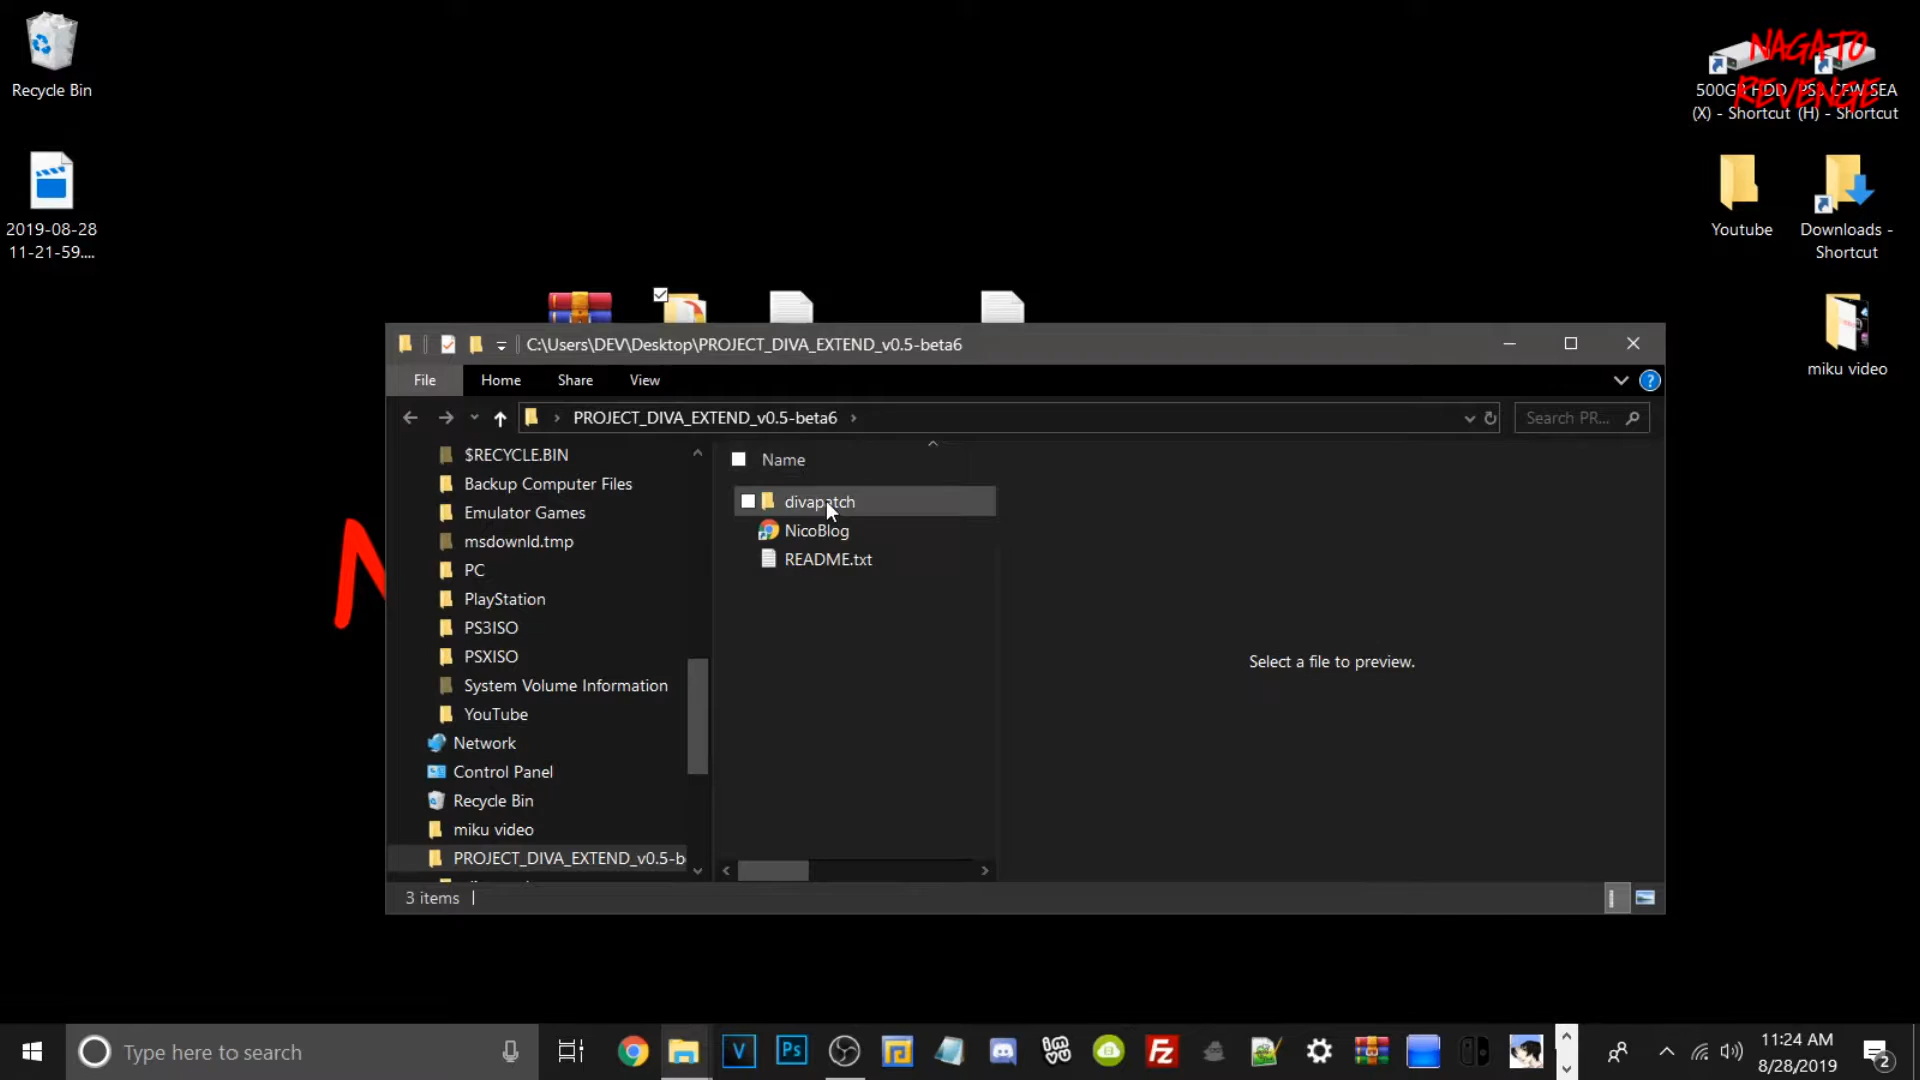 Recycle Bin
2019-08-28
11-21-59....
NAGATO
REVENGE
500GB HDD
(X) - Shortcut
PS3 CFW SEA
(H) - Shortcut
Youtube
Downloads -
Shortcut
miku video
C:\Users\DEV\Desktop\PROJECT_DIVA_EXTEND_v0.5-beta6
File
Home
Share
View
PROJECT_DIVA_EXTEND_v0.5-beta6
Search PR...
$RECYCLE.BIN
Backup Computer Files
Emulator Games
msdownld.tmp
PC
PlayStation
PS3ISO
PSXISO
System Volume Information
YouTube
Network
Control Panel
Recycle Bin
miku video
PROJECT_DIVA_EXTEND_v0.5-b
Name
divapatch
NicoBlog
README.txt
Select a file to preview.
3 items
Type here to search
V
Ps
FZ
11:24 AM
8/28/2019
2